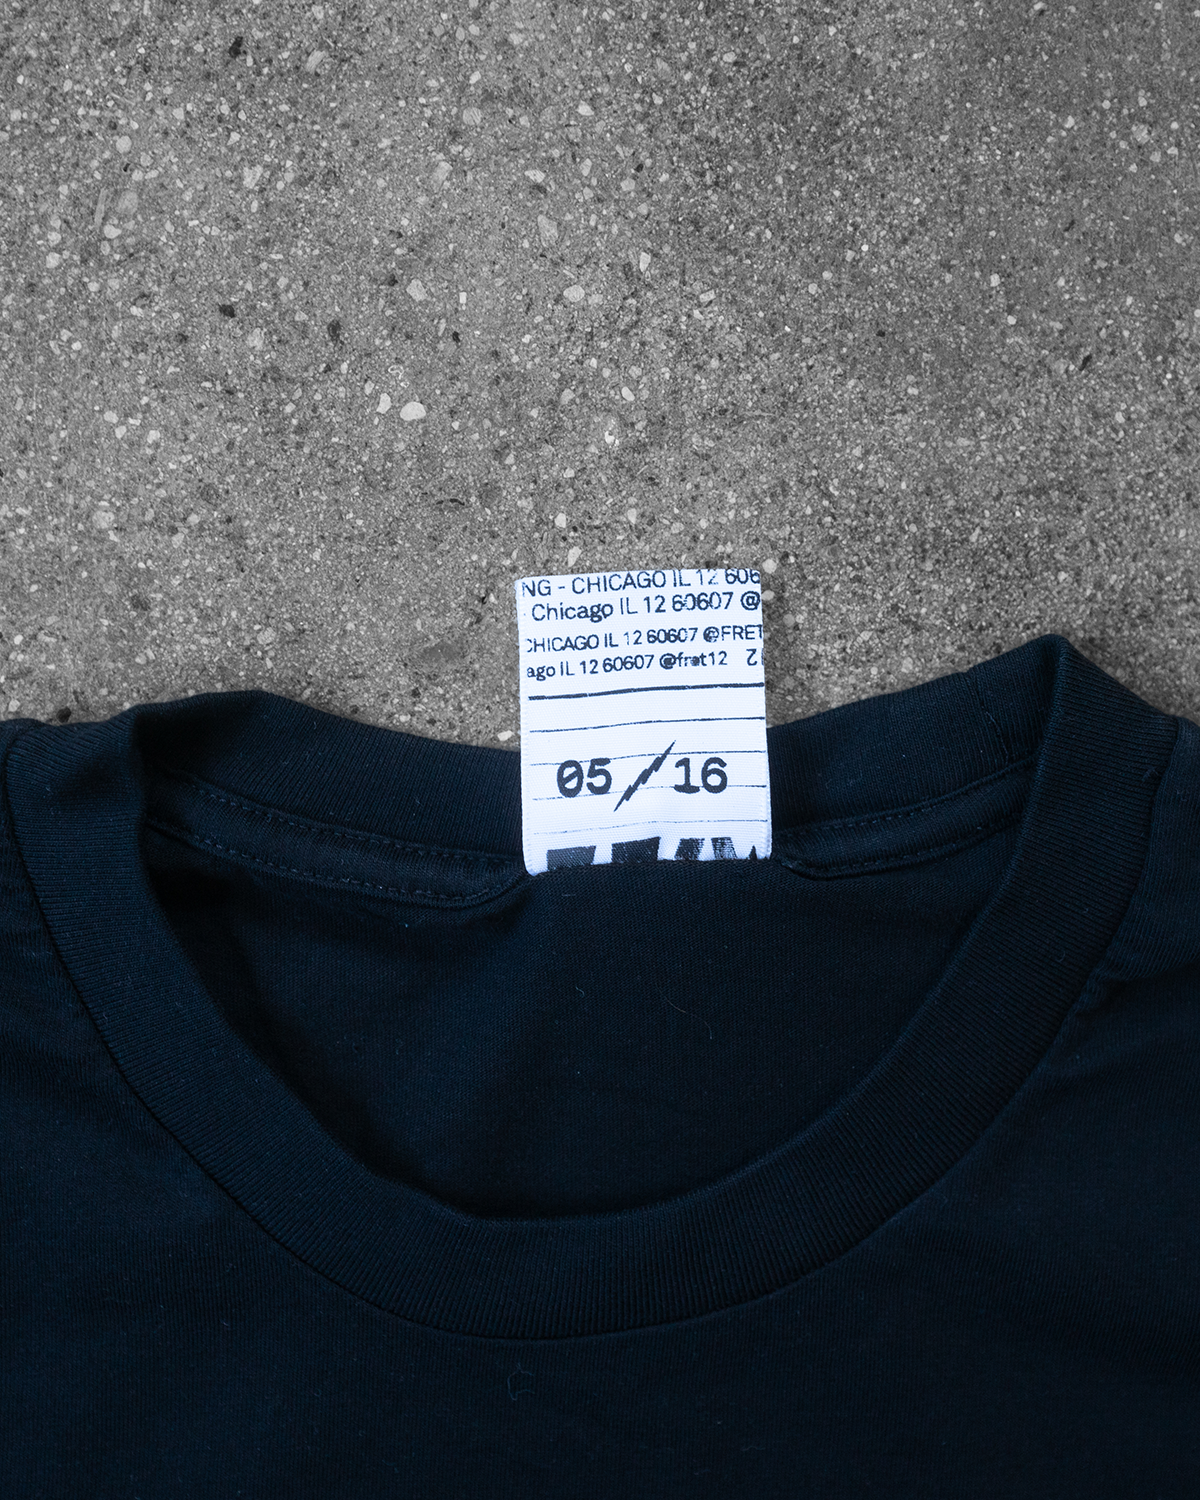 NG - CHICAGO IL 12 606
Chicago IL 12 60607 @
CHICAGO IL 12 60607 @FRET
ago IL 12 60607 @fret12 2
05/16